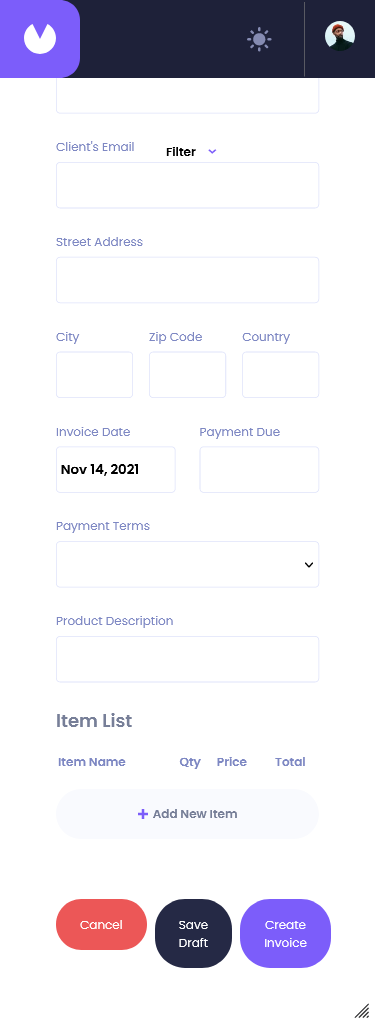 Client's Email
Filter
Street Address
City Zip Code Country
Invoice Date Payment Due
Nov 14, 2021
Payment Terms
Product Description
Item List
Item Name Qty Price Total
+ Add New Item
Cancel
Save
Draft
Create
Invoice